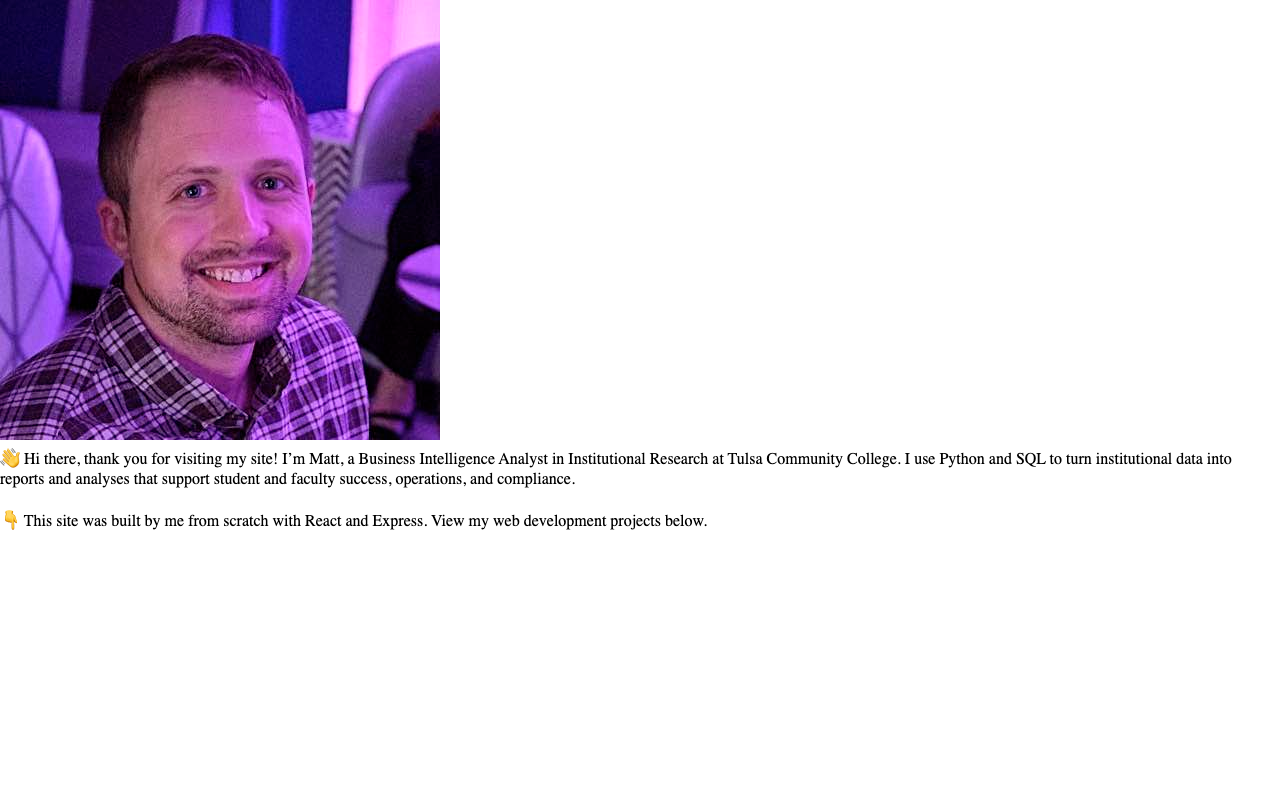 👋 Hi there, thank you for visiting my site! I’m Matt, a Business Intelligence Analyst in Institutional Research at Tulsa Community College. I use Python and SQL to turn institutional data into
reports and analyses that support student and faculty success, operations, and compliance.
👇 This site was built by me from scratch with React and Express. View my web development projects below.